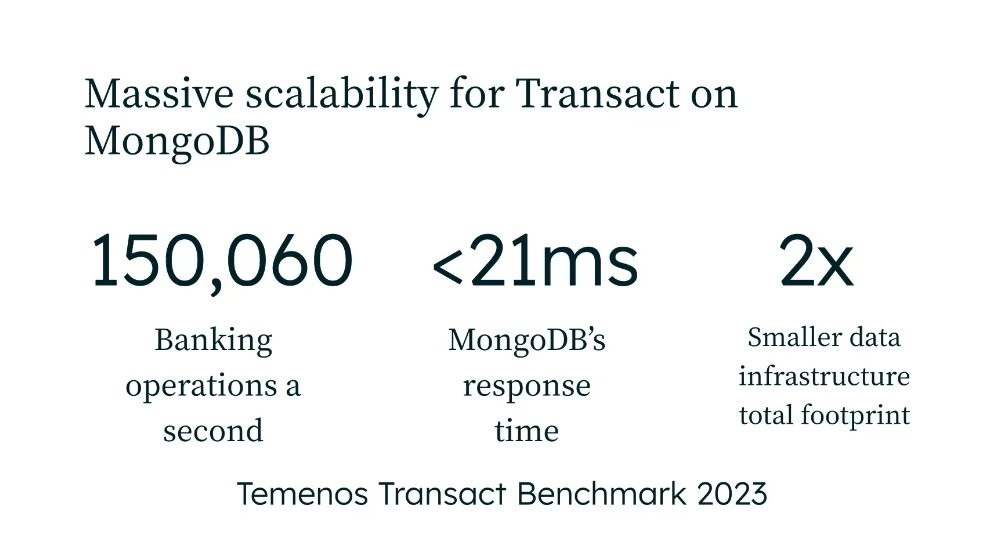 Massive scalability for Transact on
MongoDB
150,060
Banking
operations a
second
<21ms
MongoDB’s
response
time
2x
Smaller data
infrastructure
total footprint
Temenos Transact Benchmark 2023